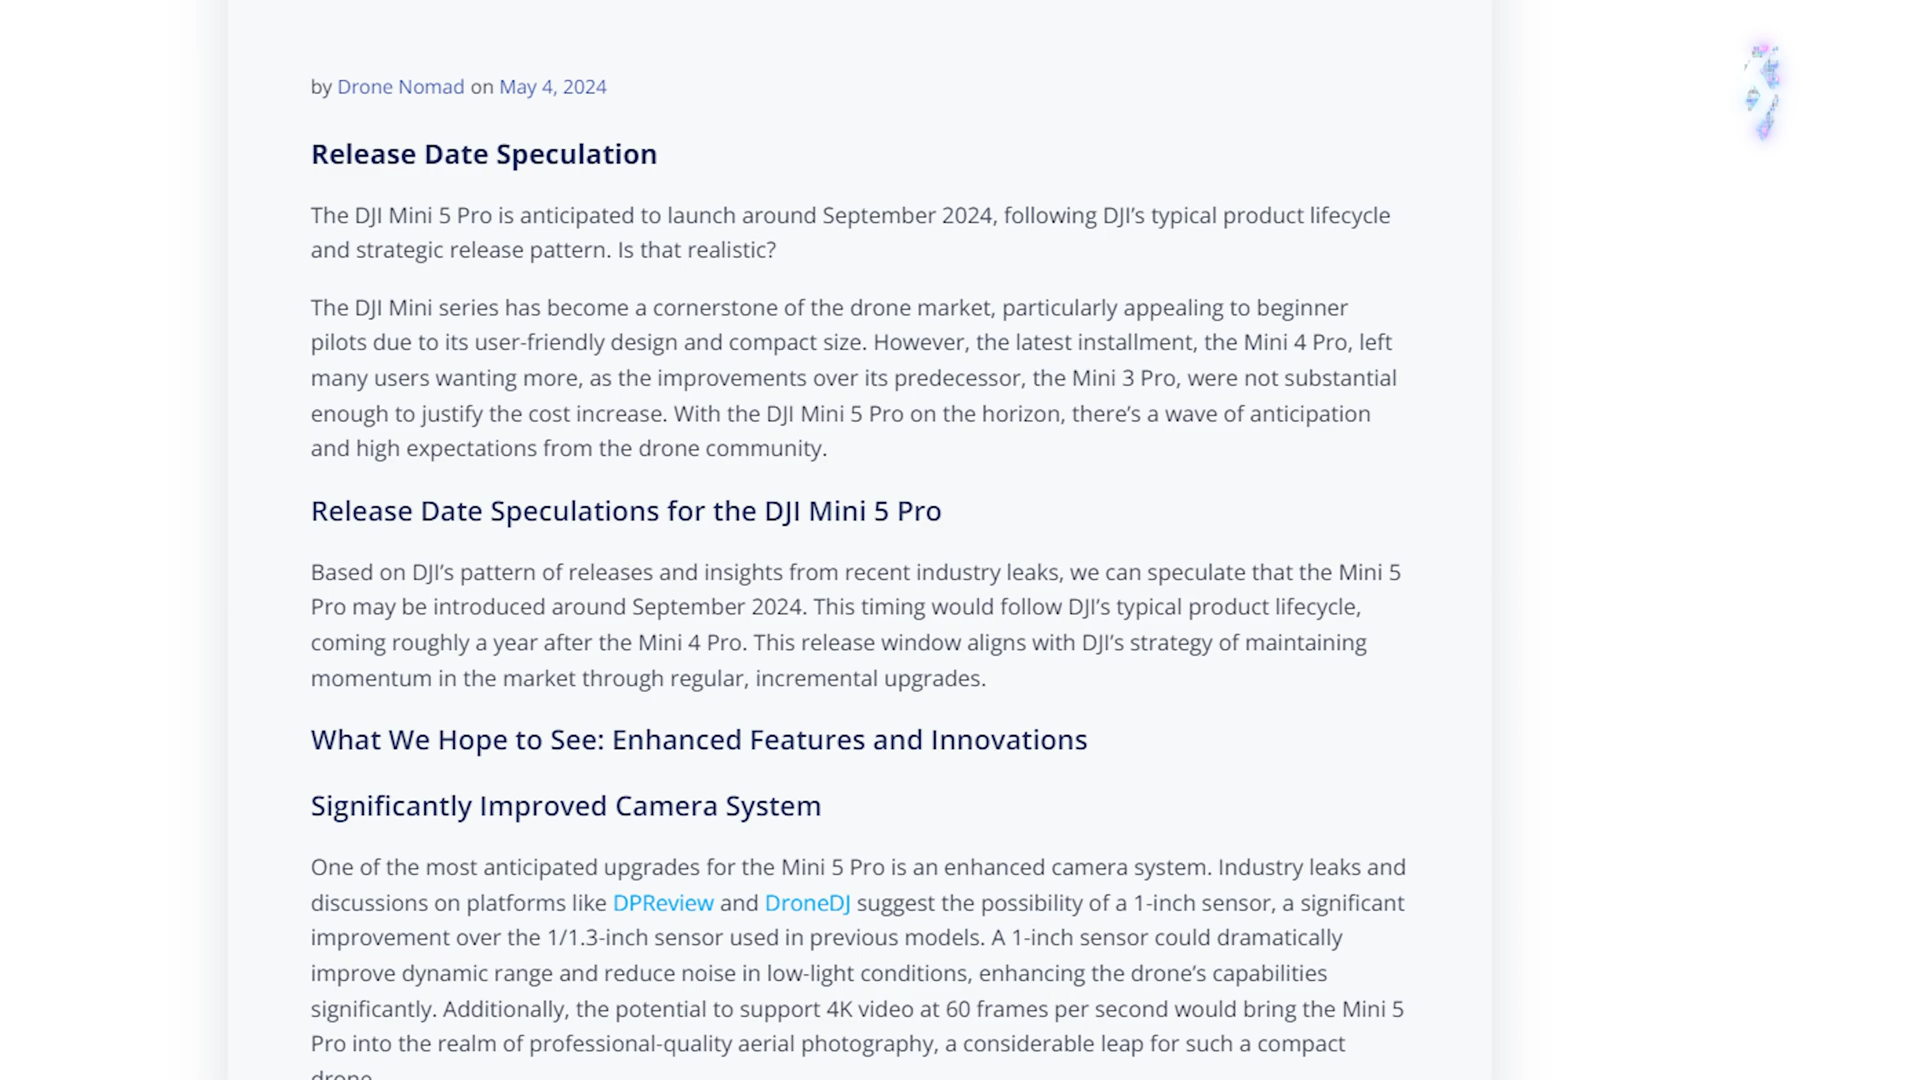 by Drone Nomad on May 4, 2024
Release Date Speculation
The DJI Mini 5 Pro is anticipated to launch around September 2024, following DJI’s typical product lifecycle
and strategic release pattern. Is that realistic?
The DJI Mini series has become a cornerstone of the drone market, particularly appealing to beginner
pilots due to its user-friendly design and compact size. However, the latest installment, the Mini 4 Pro, left
many users wanting more, as the improvements over its predecessor, the Mini 3 Pro, were not substantial
enough to justify the cost increase. With the DJI Mini 5 Pro on the horizon, there’s a wave of anticipation
and high expectations from the drone community.
Release Date Speculations for the DJI Mini 5 Pro
Based on DJI’s pattern of releases and insights from recent industry leaks, we can speculate that the Mini 5
Pro may be introduced around September 2024. This timing would follow DJI’s typical product lifecycle,
coming roughly a year after the Mini 4 Pro. This release window aligns with DJI’s strategy of maintaining
momentum in the market through regular, incremental upgrades.
What We Hope to See: Enhanced Features and Innovations
Significantly Improved Camera System
One of the most anticipated upgrades for the Mini 5 Pro is an enhanced camera system. Industry leaks and
discussions on platforms like DPReview and DroneDJ suggest the possibility of a 1-inch sensor, a significant
improvement over the 1/1.3-inch sensor used in previous models. A 1-inch sensor could dramatically
improve dynamic range and reduce noise in low-light conditions, enhancing the drone’s capabilities
significantly. Additionally, the potential to support 4K video at 60 frames per second would bring the Mini 5
Pro into the realm of professional-quality aerial photography, a considerable leap for such a compact
drone.